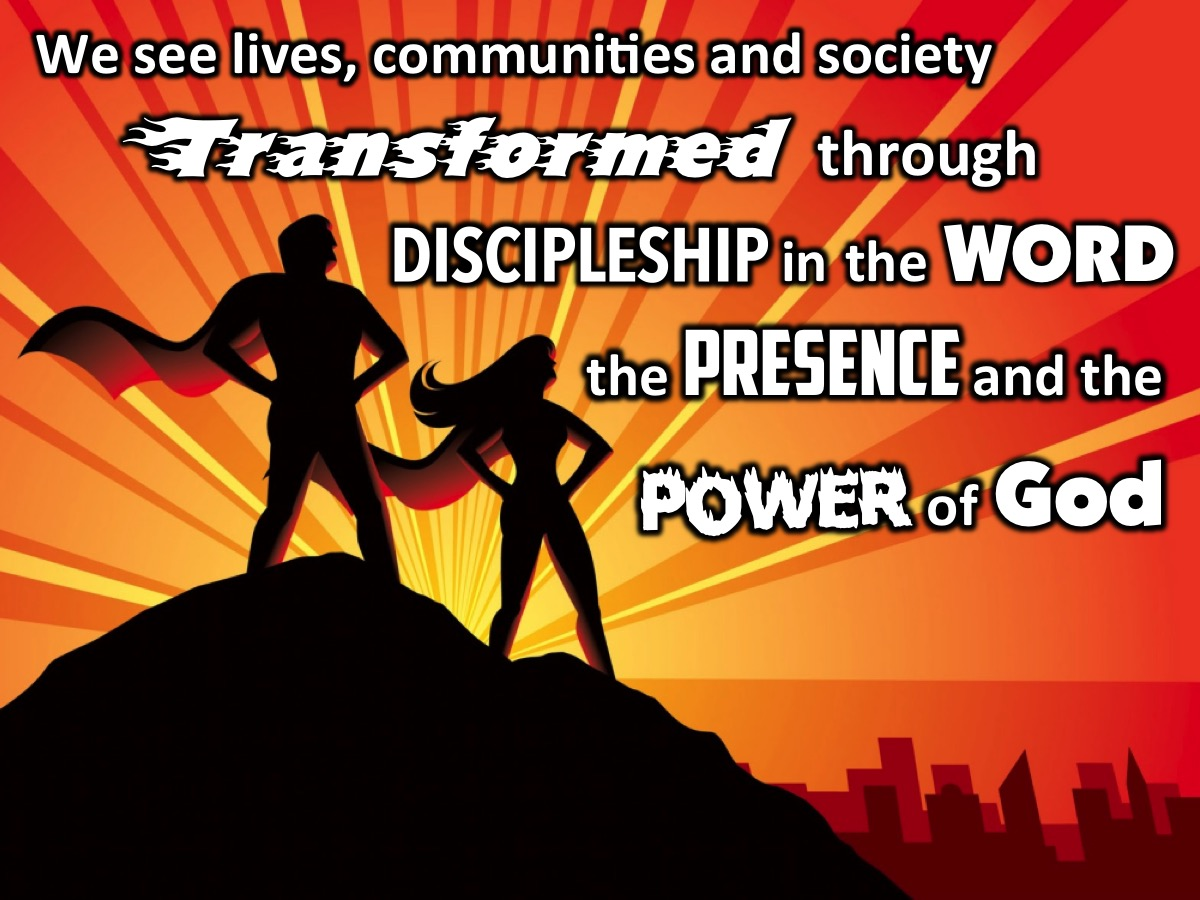 We see lives, communities and society
Transformed through
DISCIPLESHIP in the WORD
the PRESENCE and the
POWER of God